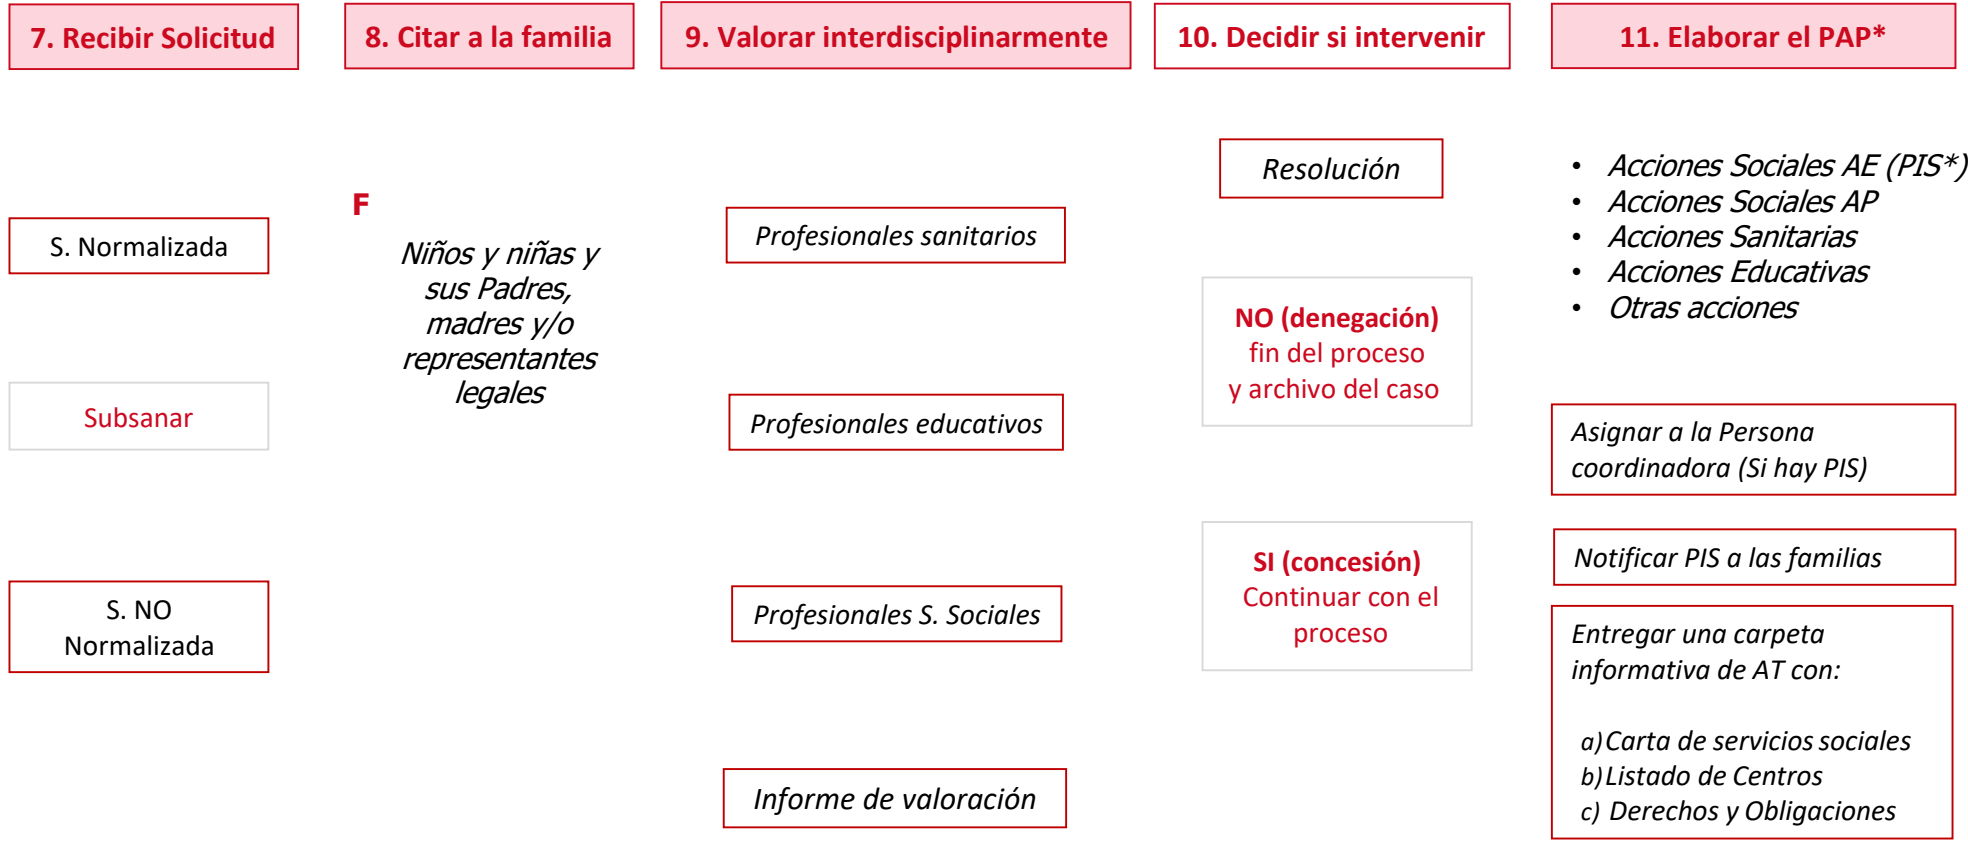 7. Recibir Solicitud
8. Citar a la familia
9. Valorar interdisciplinarmente
10. Decidir si intervenir
11. Elaborar el PAP*
S. Normalizada
Subsanar
S. NO
Normalizada
F
Niños y niñas y
sus Padres,
madres y/o
representantes
legales
Profesionales sanitarios
Profesionales educativos
Profesionales S. Sociales
Informe de valoración
Resolución
NO (denegación)
fin del proceso
y archivo del caso
SI (concesión)
Continuar con el
proceso
• Acciones Sociales AE (PIS*)
• Acciones Sociales AP
• Acciones Sanitarias
• Acciones Educativas
• Otras acciones
Asignar a la Persona
coordinadora (Si hay PIS)
Notificar PIS a las familias
Entregar una carpeta
informativa de AT con:
a) Carta de servicios sociales
b) Listado de Centros
c) Derechos y Obligaciones